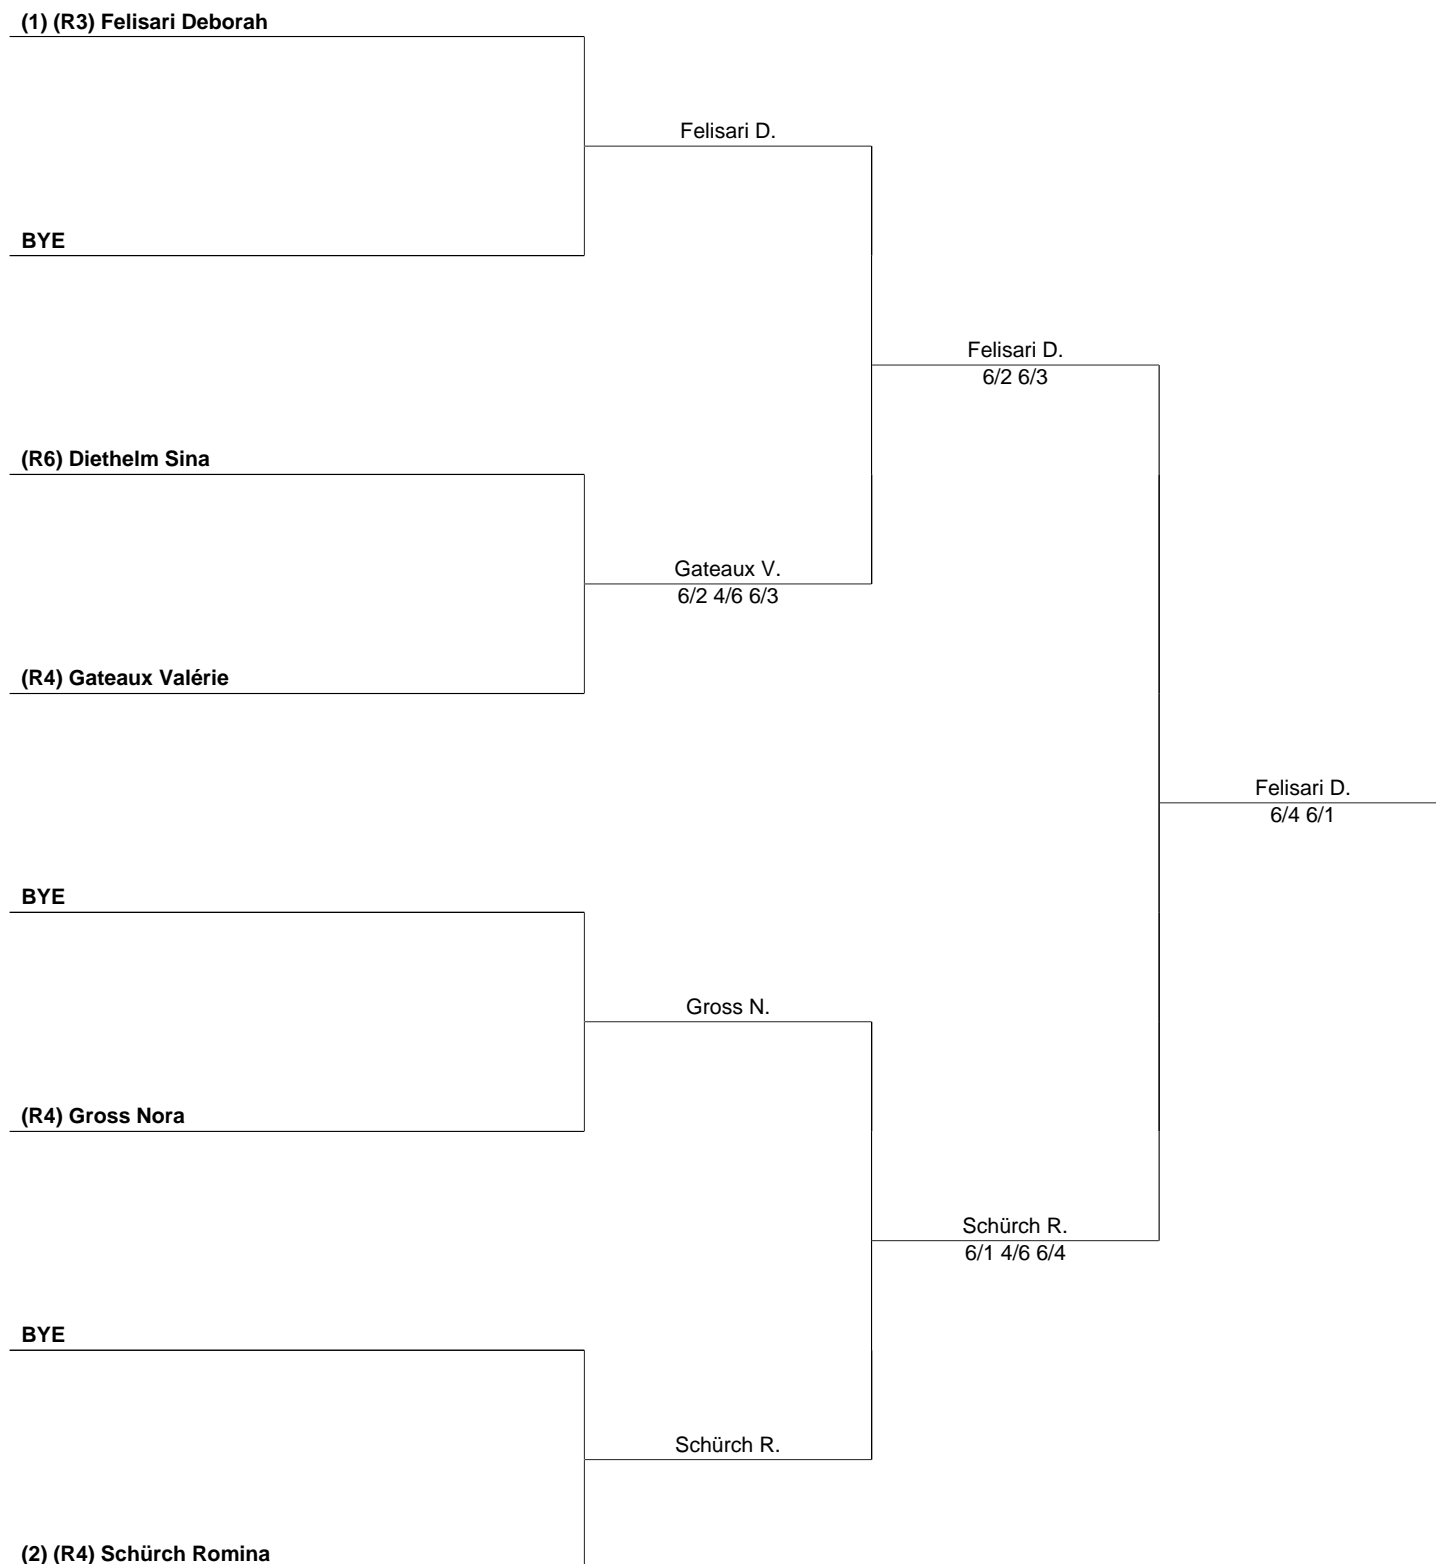 (1) (R3) Felisari Deborah
Felisari D.
BYE
Felisari D.
6/2 6/3
(R6) Diethelm Sina
Gateaux V.
6/2 4/6 6/3
(R4) Gateaux Valérie
Felisari D.
6/4 6/1
BYE
Gross N.
(R4) Gross Nora
Schürch R.
6/1 4/6 6/4
BYE
Schürch R.
(2) (R4) Schürch Romina